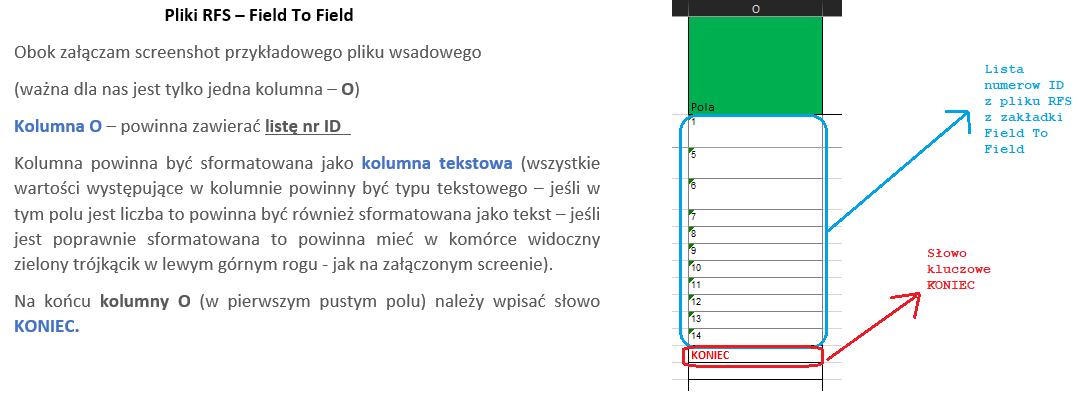 Pliki RFS – Field To Field
Obok załączam screenshot przykładowego pliku wsadowego
(ważna dla nas jest tylko jedna kolumna – O)
Kolumna O – powinna zawierać listę nr ID
Kolumna powinna być sformatowana jako kolumna tekstowa (wszystkie
wartości występujące w kolumnie powinny być typu tekstowego – jeśli w
tym polu jest liczba to powinna być również sformatowana jako tekst – jeśli
jest poprawnie sformatowana to powinna mieć w komórce widoczny
zielony trójkącik w lewym górnym rogu - jak na załączonym screenie).
Na końcu kolumny O (w pierwszym pustym polu) należy wpisać słowo
KONIEC.
O
Pola
1
5
6
7
8
9
10
11
12
13
14
KONIEC
Lista
numerow ID
z pliku RFS
z zakładki
Field To
Field
Słowo
kluczowe
KONIEC